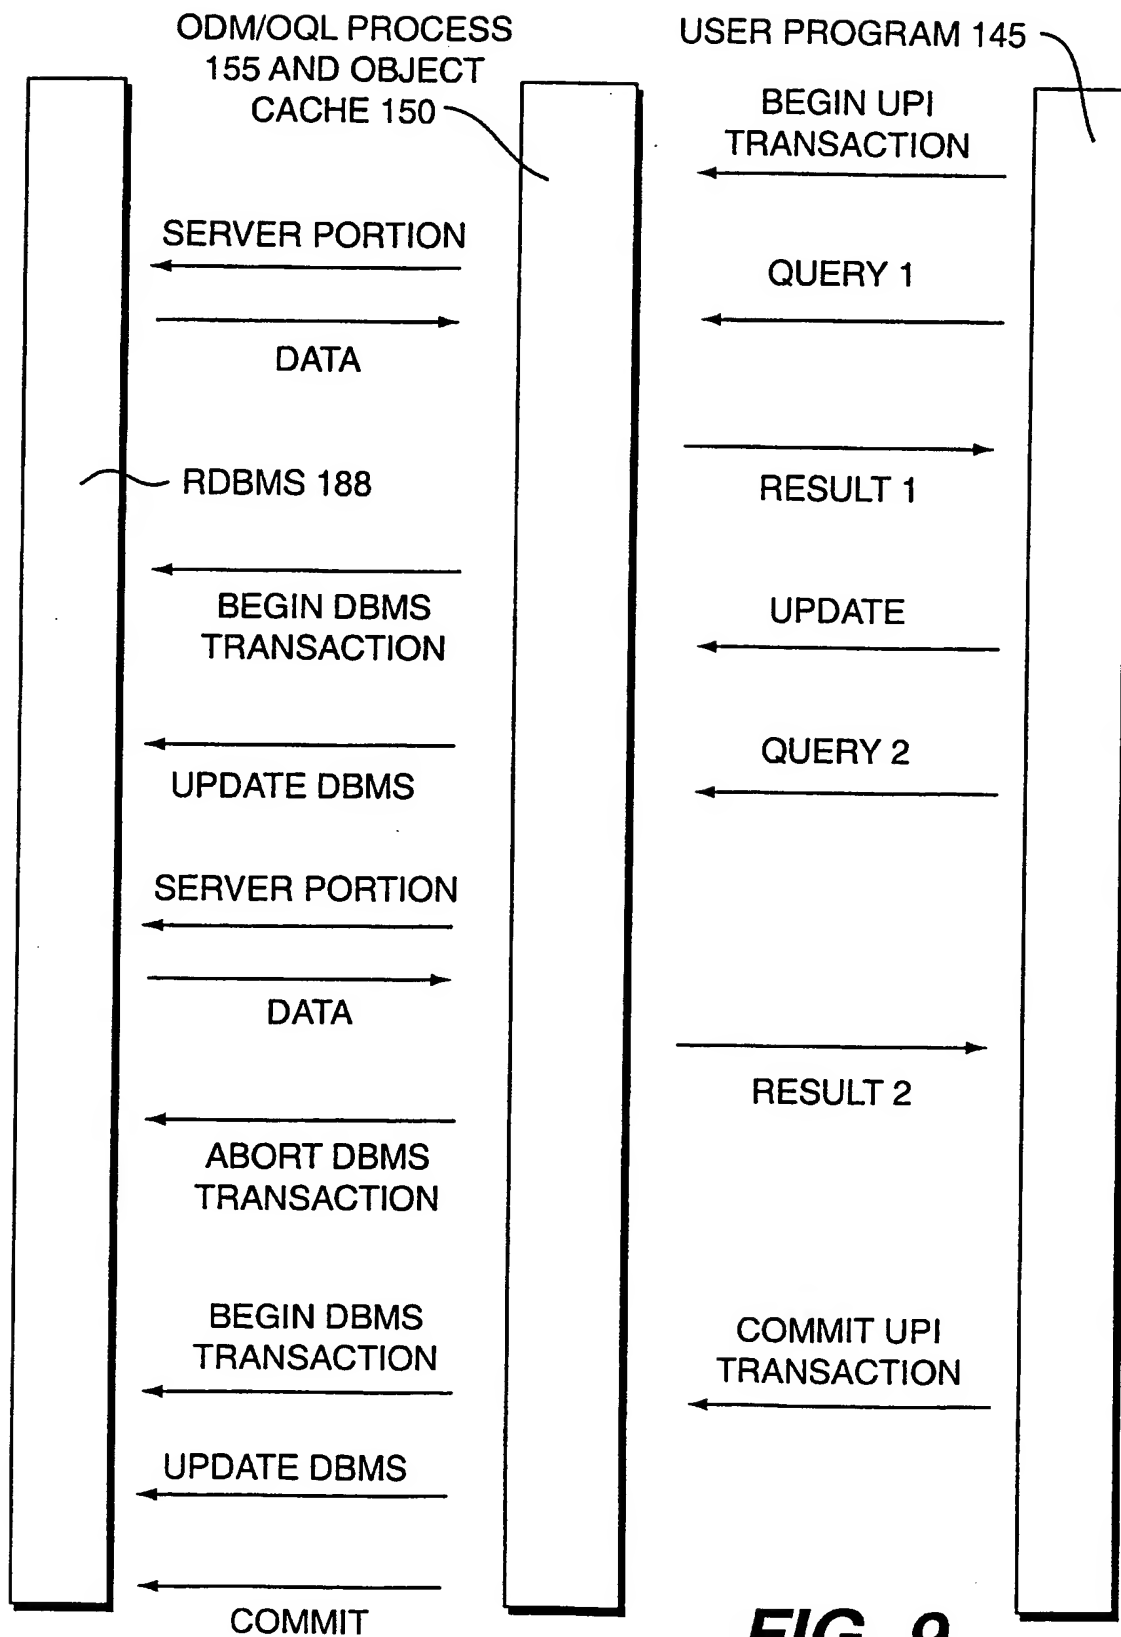 ODM/OQL PROCESS
155 AND OBJECT
CACHE 150
USER PROGRAM 145
BEGIN UPI
TRANSACTION
SERVER PORTION
QUERY 1
DATA
RDBMS 188
RESULT 1
BEGIN DBMS
TRANSACTION
UPDATE
UPDATE DBMS
QUERY 2
SERVER PORTION
DATA
RESULT 2
ABORT DBMS
TRANSACTION
BEGIN DBMS
TRANSACTION
COMMIT UPI
TRANSACTION
UPDATE DBMS
COMMIT
FIG. 9